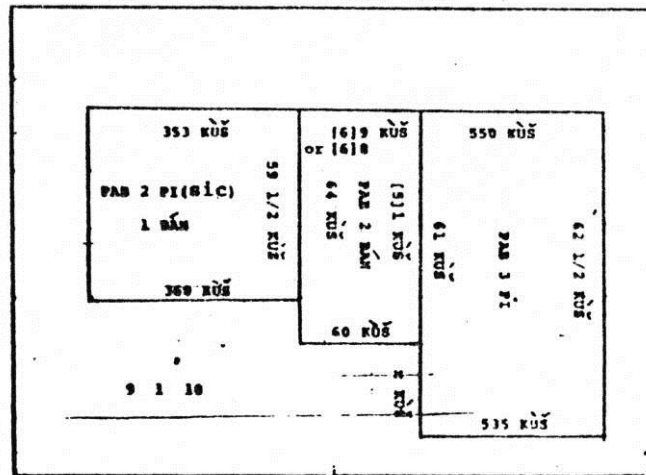 353 KÙŠ
PAB 2 PI(SIC)
1 BÁN
59 1/2 KÙŠ
360 KÙŠ
[6]9 KÙŠ
or [6]8
64 KÙŠ
PAB 2 BÁN
[5]1 KÙŠ
60 KÙŠ
550 KÙŠ
61 KÙŠ
PAB 3 PI
62 1/2 KÙŠ
535 KÙŠ
x KÙŠ
9 1 10